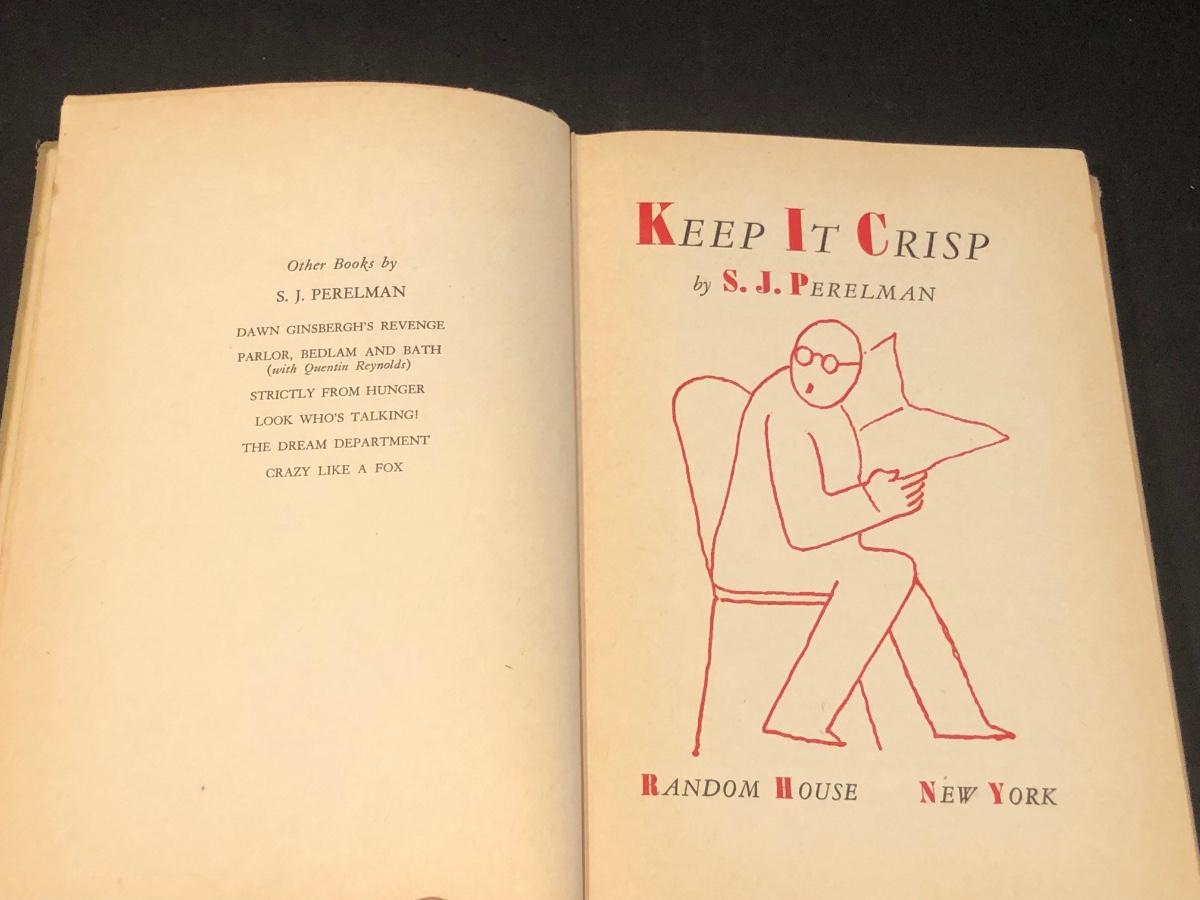 Other Books by
S. J. PERELMAN
DAWN GINSBERGH'S REVENGE
PARLOR, BEDLAM AND BATH
(with Quentin Reynolds)
STRICTLY FROM HUNGER
LOOK WHO'S TALKING!
THE DREAM DEPARTMENT
CRAZY LIKE A FOX
KEEP IT CRISP
by S. J. PERELMAN
RANDOM HOUSE NEW YORK